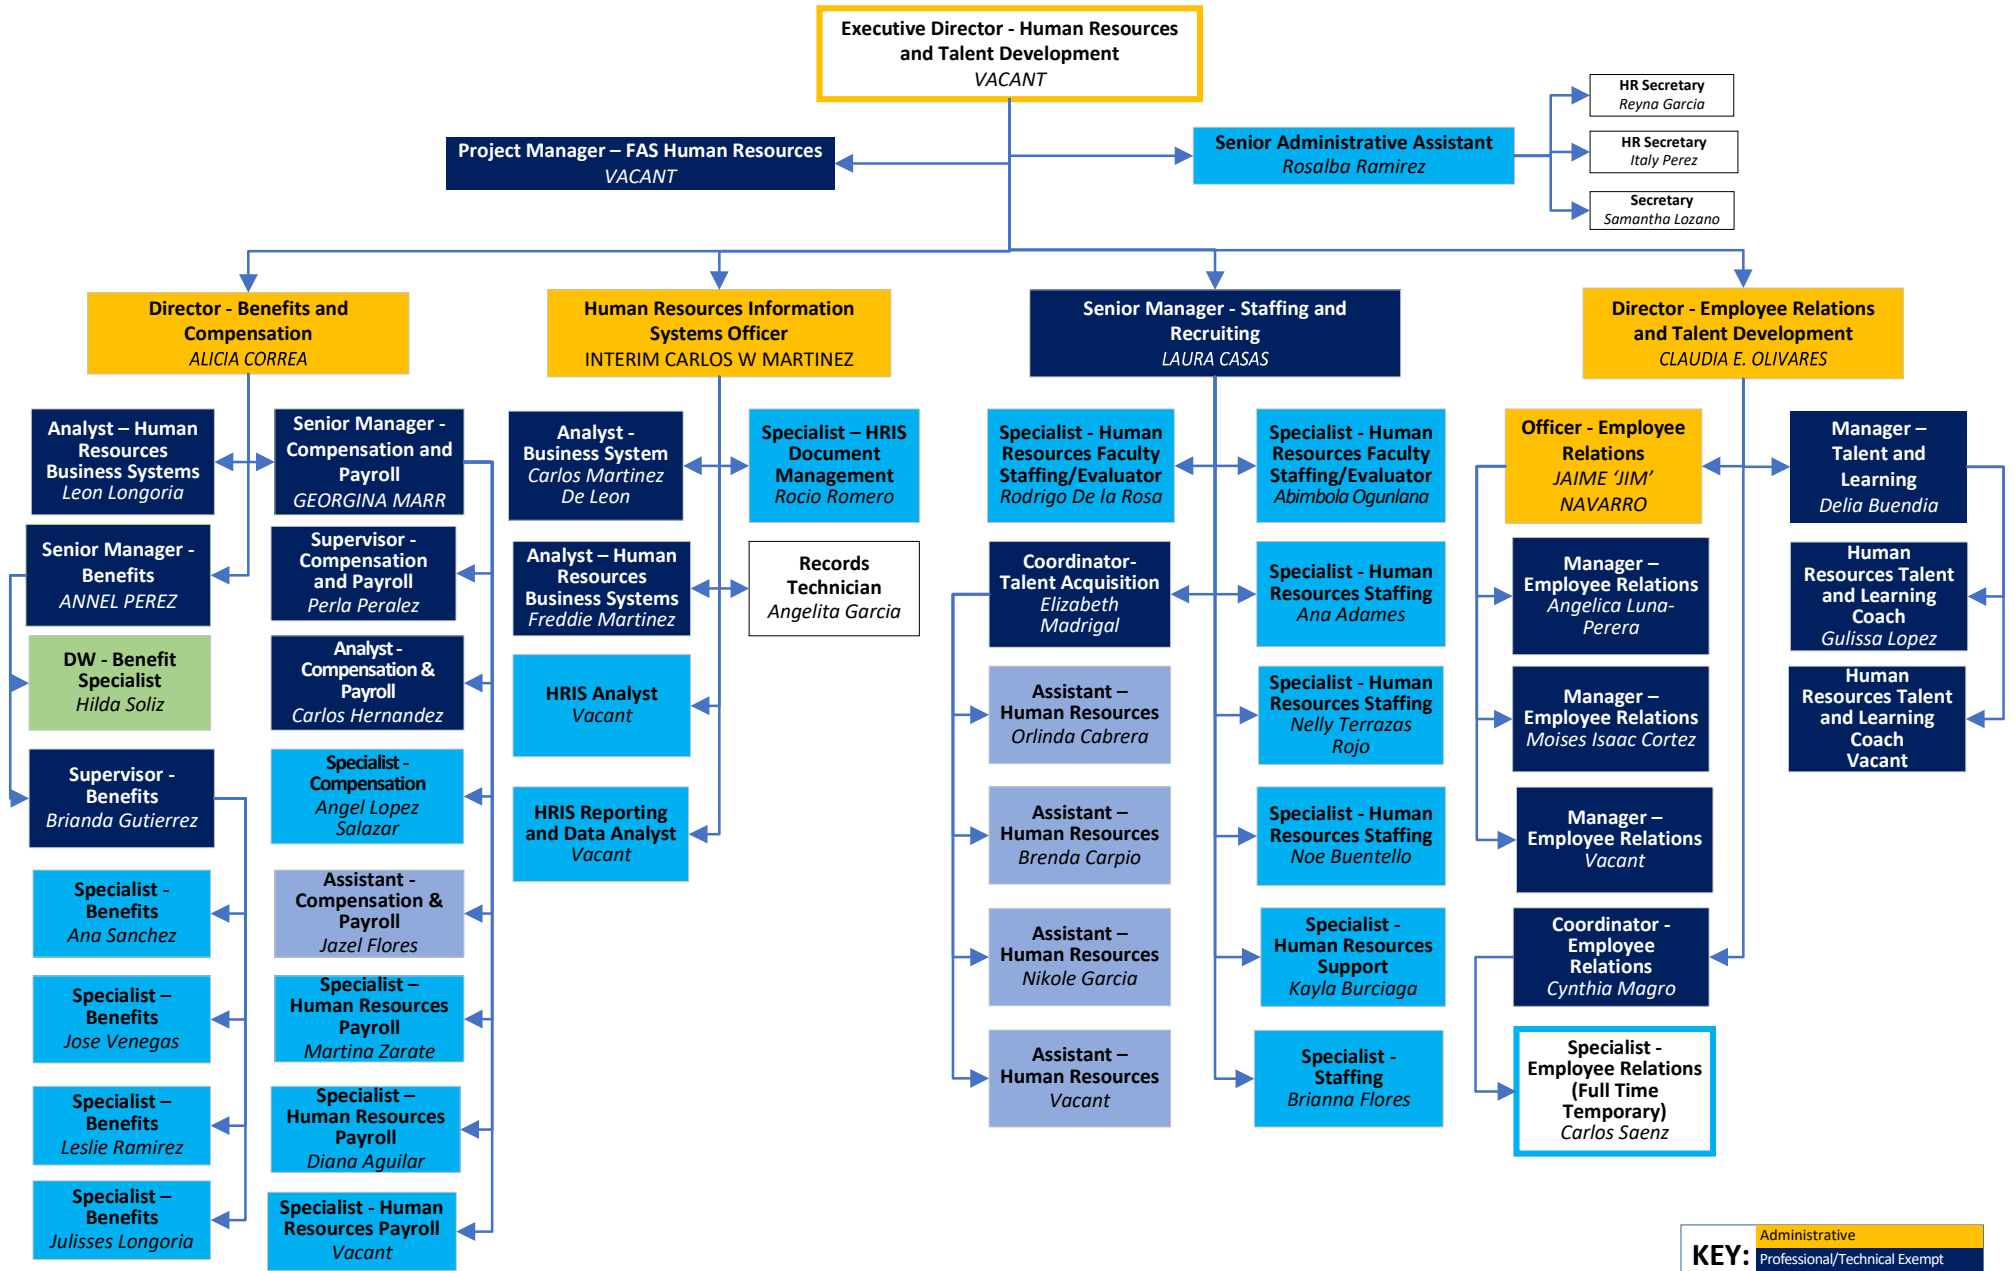 Executive Director - Human Resources
and Talent Development
VACANT
HR Secretary
Reyna Garcia
Project Manager – FAS Human Resources
VACANT
Senior Administrative Assistant
Rosalba Ramirez
HR Secretary
Italy Perez
Secretary
Samantha Lozano
Director - Benefits and
Compensation
ALICIA CORREA
Human Resources Information
Systems Officer
INTERIM CARLOS W MARTINEZ
Senior Manager - Staffing and
Recruiting
LAURA CASAS
Director - Employee Relations
and Talent Development
CLAUDIA E. OLIVARES
Analyst – Human
Resources
Business Systems
Leon Longoria
Senior Manager -
Compensation and
Payroll
GEORGINA MARR
Senior Manager -
Benefits
ANNEL PEREZ
Supervisor -
Compensation
and Payroll
Perla Peralez
DW - Benefit
Specialist
Hilda Soliz
Analyst -
Compensation &
Payroll
Carlos Hernandez
Supervisor -
Benefits
Brianda Gutierrez
Specialist -
Compensation
Angel Lopez
Salazar
Specialist -
Benefits
Ana Sanchez
Assistant -
Compensation &
Payroll
Jazel Flores
Specialist –
Benefits
Jose Venegas
Specialist –
Human Resources
Payroll
Martina Zarate
Specialist –
Benefits
Leslie Ramirez
Specialist –
Human Resources
Payroll
Diana Aguilar
Specialist –
Benefits
Julisses Longoria
Specialist - Human
Resources Payroll
Vacant
Analyst -
Business System
Carlos Martinez
De Leon
Specialist – HRIS
Document
Management
Rocio Romero
Analyst – Human
Resources
Business Systems
Freddie Martinez
Records
Technician
Angelita Garcia
HRIS Analyst
Vacant
HRIS Reporting
and Data Analyst
Vacant
Specialist - Human
Resources Faculty
Staffing/Evaluator
Rodrigo De la Rosa
Specialist - Human
Resources Faculty
Staffing/Evaluator
Abimbola Ogunlana
Coordinator-
Talent Acquisition
Elizabeth
Madrigal
Specialist - Human
Resources Staffing
Ana Adames
Assistant –
Human Resources
Orlinda Cabrera
Specialist - Human
Resources Staffing
Nelly Terrazas
Rojo
Assistant –
Human Resources
Brenda Carpio
Specialist - Human
Resources Staffing
Noe Buentello
Assistant –
Human Resources
Nikole Garcia
Specialist -
Human Resources
Support
Kayla Burciaga
Assistant –
Human Resources
Vacant
Specialist -
Staffing
Brianna Flores
Officer - Employee
Relations
JAIME ‘JIM’
NAVARRO
Manager –
Talent and
Learning
Delia Buendia
Manager –
Employee Relations
Angelica Luna-
Perera
Human
Resources Talent
and Learning
Coach
Gulissa Lopez
Manager –
Employee Relations
Moises Isaac Cortez
Human
Resources Talent
and Learning
Coach
Vacant
Manager –
Employee Relations
Vacant
Coordinator -
Employee
Relations
Cynthia Magro
Specialist -
Employee Relations
(Full Time
Temporary)
Carlos Saenz
KEY:
Administrative
Professional/Technical Exempt